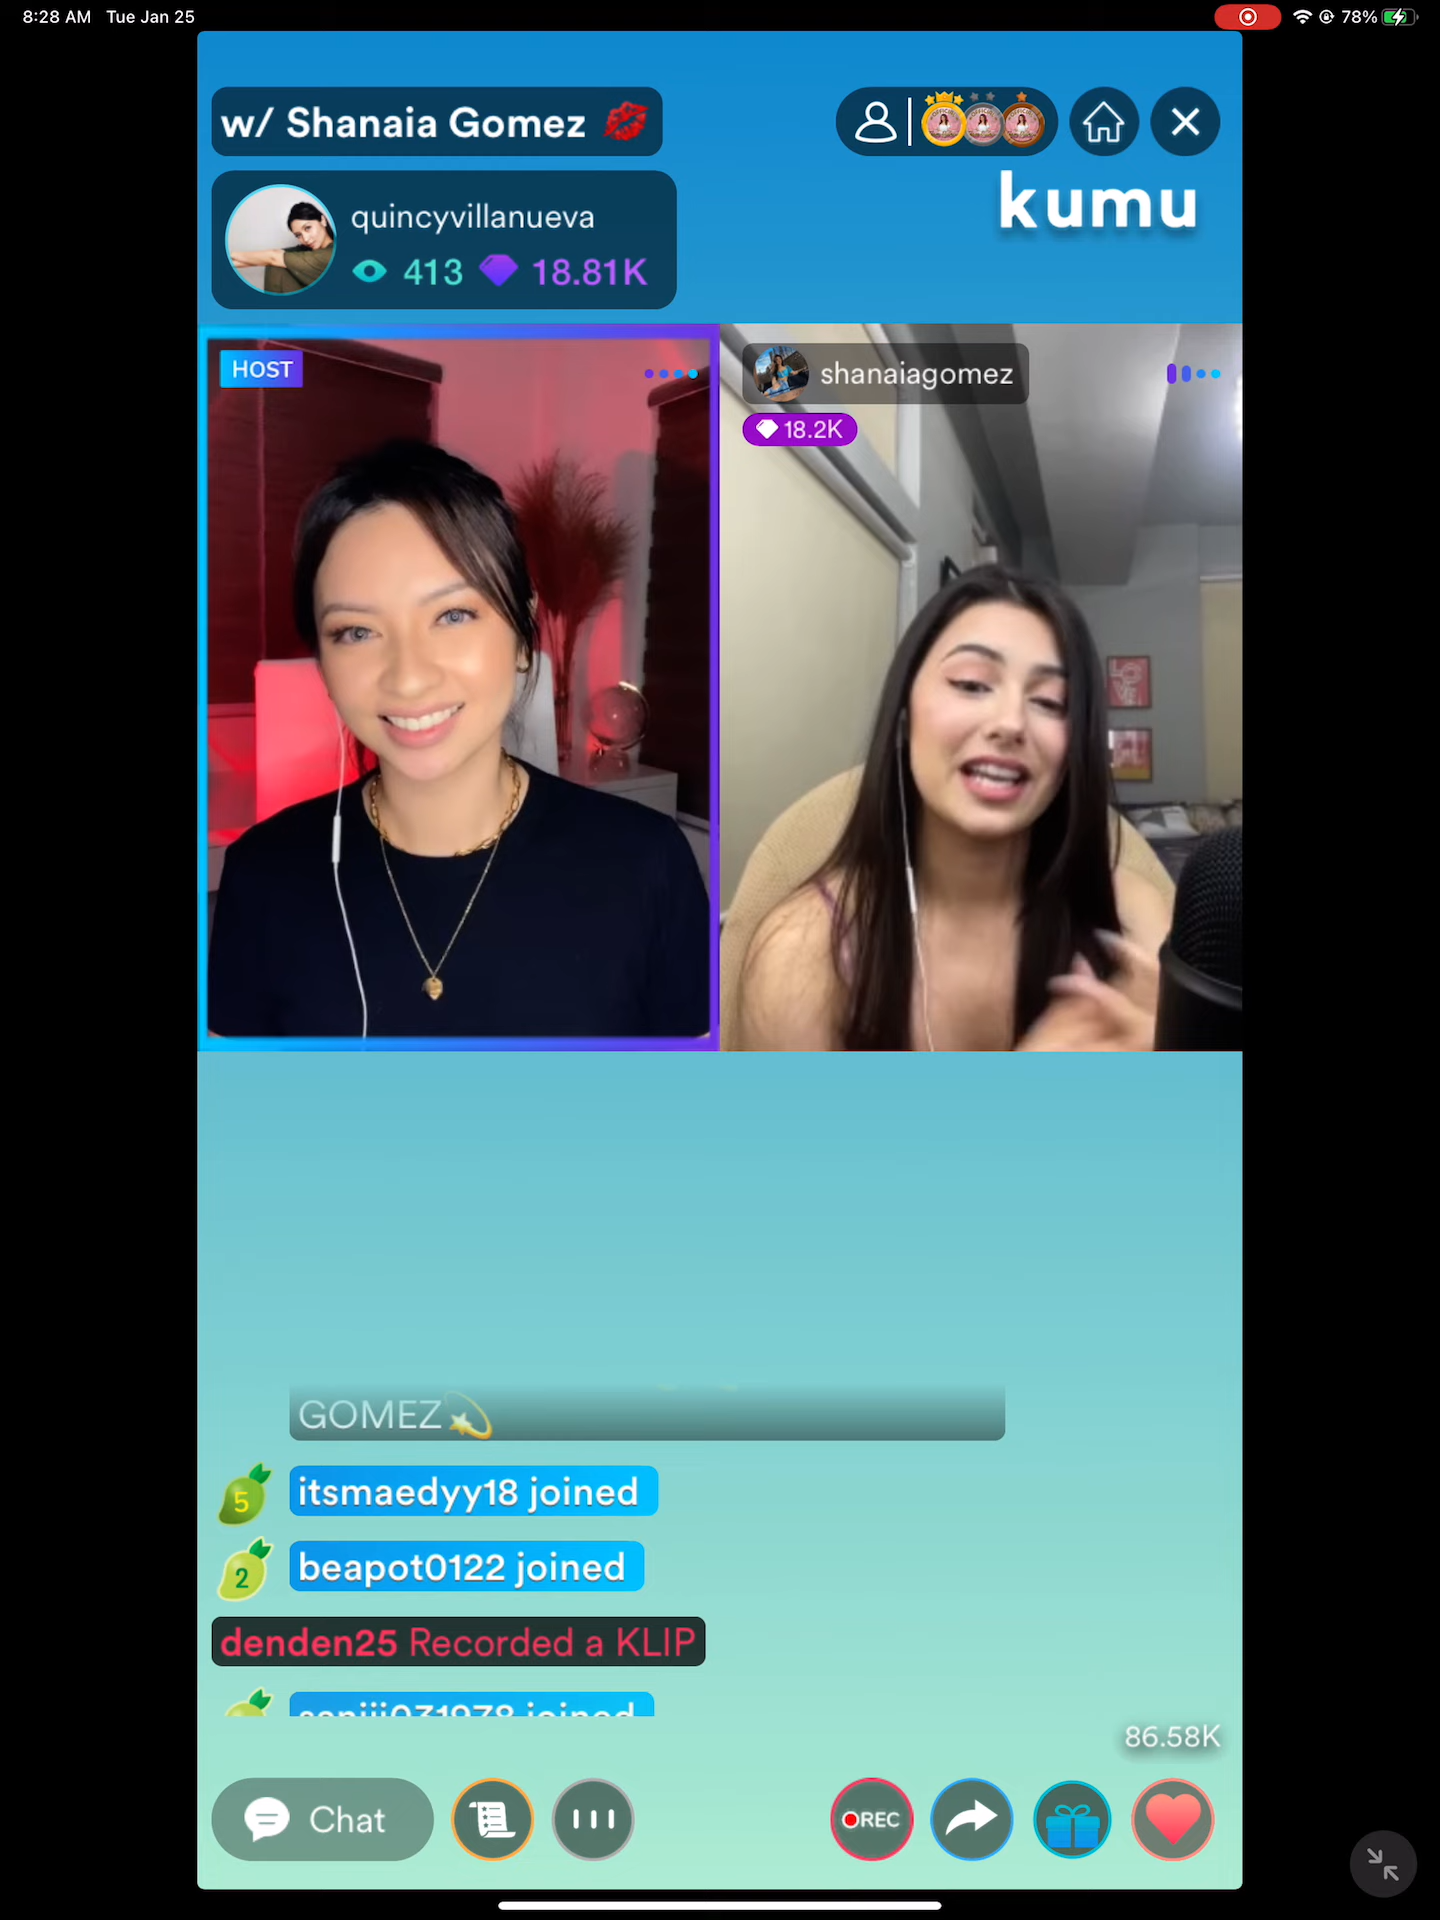 8:28 AM Tue Jan 25
78%
w/ Shanaia Gomez
kumu
quincyvillanueva
413 18.81K
HOST
shanaiagomez
18.2K
GOMEZ
5 itsmaedyy18 joined
2 beapot0122 joined
denden25 Recorded a KLIP
joined
86.58K
Chat
REC